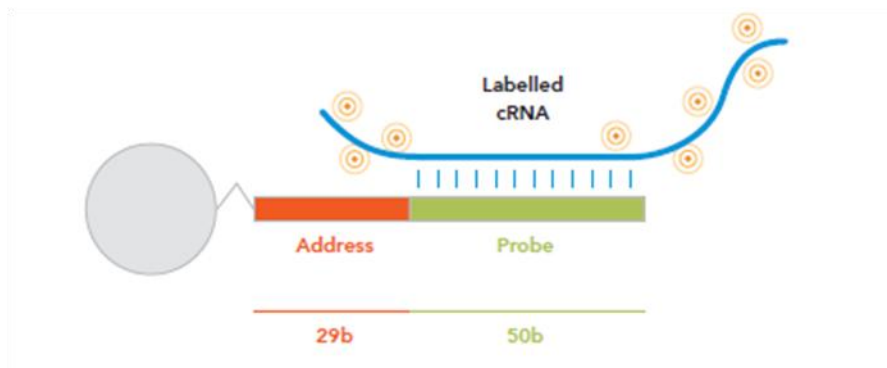 Labelled
cRNA
Address
Probe
29b
50b